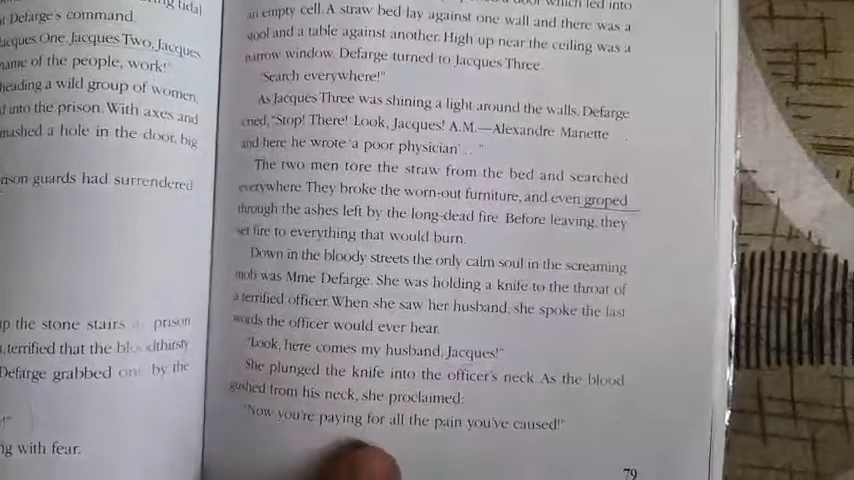 tidal
at Defarge's command.
Jacques One, Jacques Two, Jacques
name of the people, work!"
heading a wild group of women,
into the prison. With axes and
mashed a hole in the door, big
guards had surrendered
up the stone stairs prison
terrified that the bloodthirsty
Defarge grabbed one by the
ng with fear.
door which led into
an empty cell. A straw bed lay against one wall and there was a
stool and a table against another. High up near the ceiling was a
narrow window. Defarge turned to Jacques Three.
"Search everywhere!"
As Jacques Three was shining a light around the walls, Defarge
cried, "Stop! There! Look, Jacques! A.M.—Alexandre Manette
and here he wrote 'a poor physician' . . "
The two men tore the straw from the bed and searched
everywhere They broke the worn-out furniture, and even groped
through the ashes left by the long-dead fire Before leaving, they
set fire to everything that would burn.
Down in the bloody streets the only calm soul in the screaming
mob was Mme Defarge. She was holding a knife to the throat of
a terrified officer. When she saw her husband, she spoke the last
words the officer would ever hear.
"Look, here comes my husband, Jacques!"
She plunged the knife into the officer's neck As the blood
gushed from his neck, she proclaimed:
"Now you're paying for all the pain you've caused!"
79